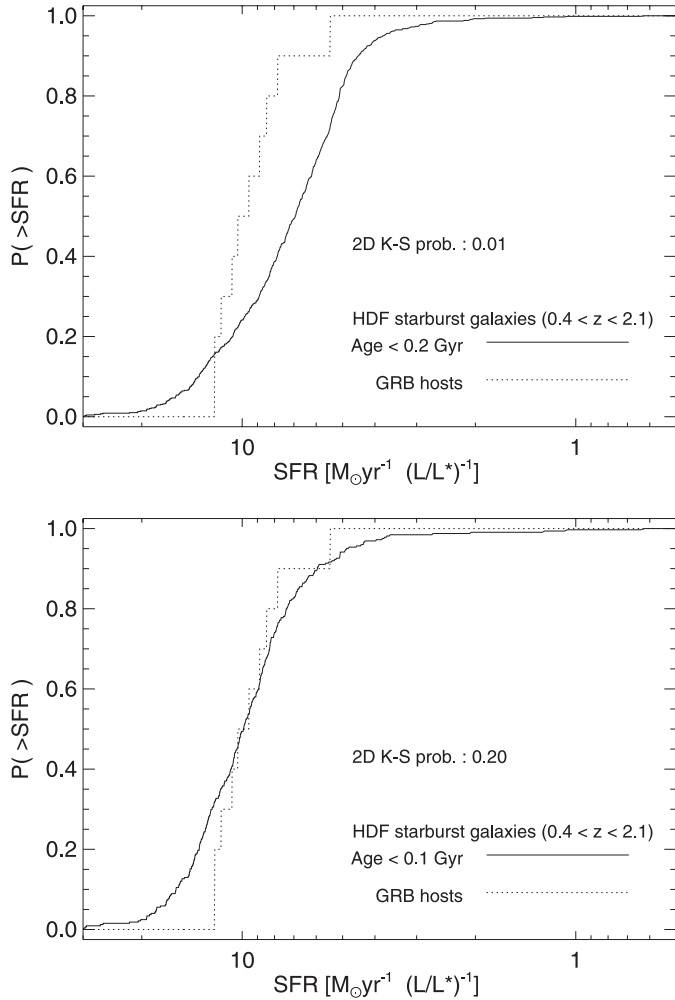 1.0
0.8
0.6
0.4
0.2
0.0
P( >SFR )
2D K-S prob. : 0.01
HDF starburst galaxies (0.4 < z < 2.1)
Age < 0.2 Gyr
GRB hosts
10 1
SFR [M⊙yr⁻¹ (L/L*)⁻¹]
1.0
0.8
0.6
0.4
0.2
0.0
P( >SFR )
2D K-S prob. : 0.20
HDF starburst galaxies (0.4 < z < 2.1)
Age < 0.1 Gyr
GRB hosts
10 1
SFR [M⊙yr⁻¹ (L/L*)⁻¹]